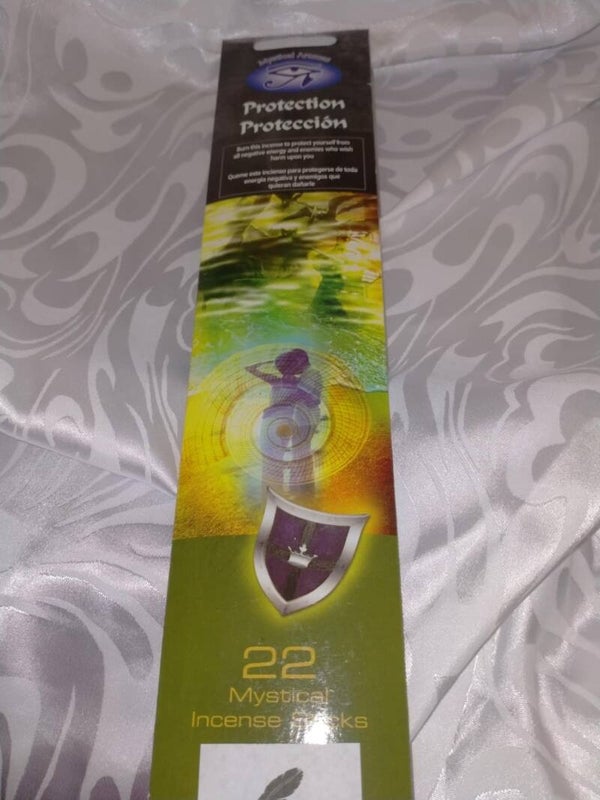 Mystical Aromas
Protection
Protección
Burn this incense to protect yourself from
all negative energy and enemies who wish
harm upon you
Queme este incienso para protegerse de toda
energía negativa y enemigos que
quieran dañarle
22
Mystical
Incense Sticks